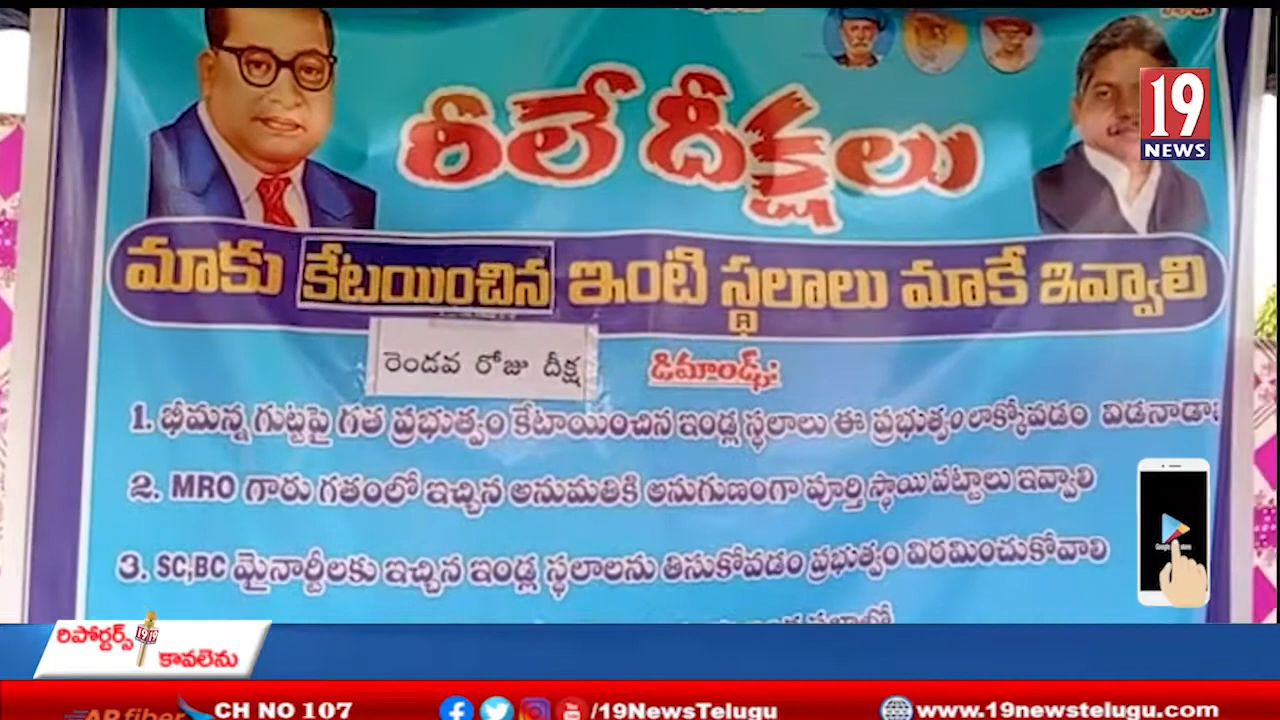 రీలే దీక్షలు
19
NEWS
మాకు కేటయించిన ఇంటి స్థలాలు మాకే ఇవ్వాలి
రెండవ రోజు దీక్ష
డిమాండ్స్:
1. భీమన్న గుట్టపై గత ప్రభుత్వం కేటాయించిన ఇండ్ల స్థలాలు ఈ ప్రభుత్వం లాక్కోవడం
2. MRO గారు గతంలో ఇచ్చిన అనుమతికి అనుగుణంగా పూర్తి స్థాయి పట్టాలు ఇవ్వాలి
3. SC,BC మైనార్టీలకు ఇచ్చిన ఇండ్ల స్థలాలను తిసుకోవడం ప్రభుత్వం విరమించుకోవాలి
రిపోర్టర్స్
కావలెను
AP fiber CH NO 107 /19NewsTelugu www.19newstelugu.com